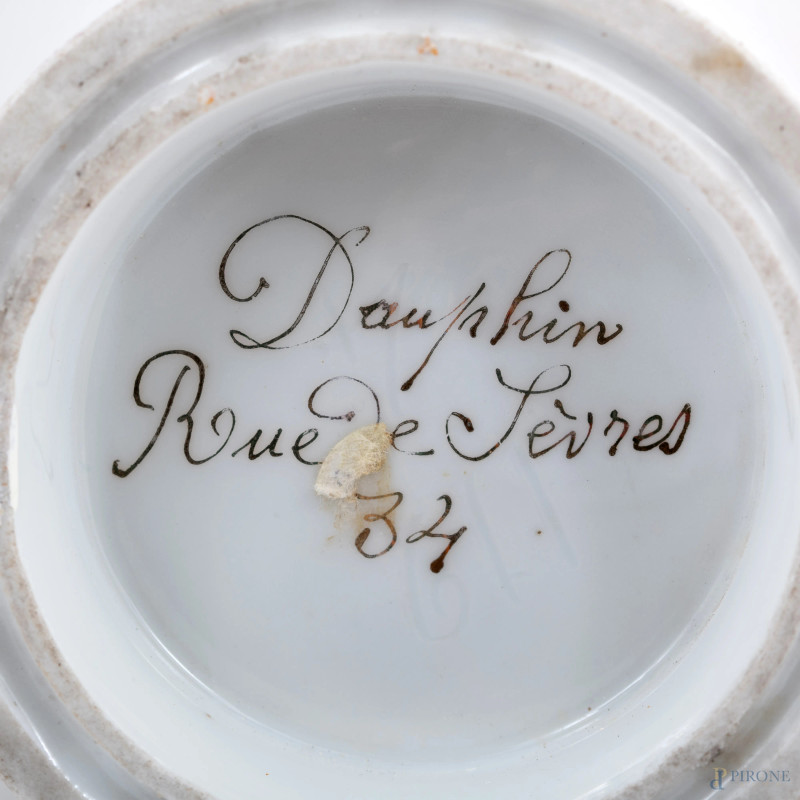 Dauphin
Rue de Sèvres
34
PIRONE